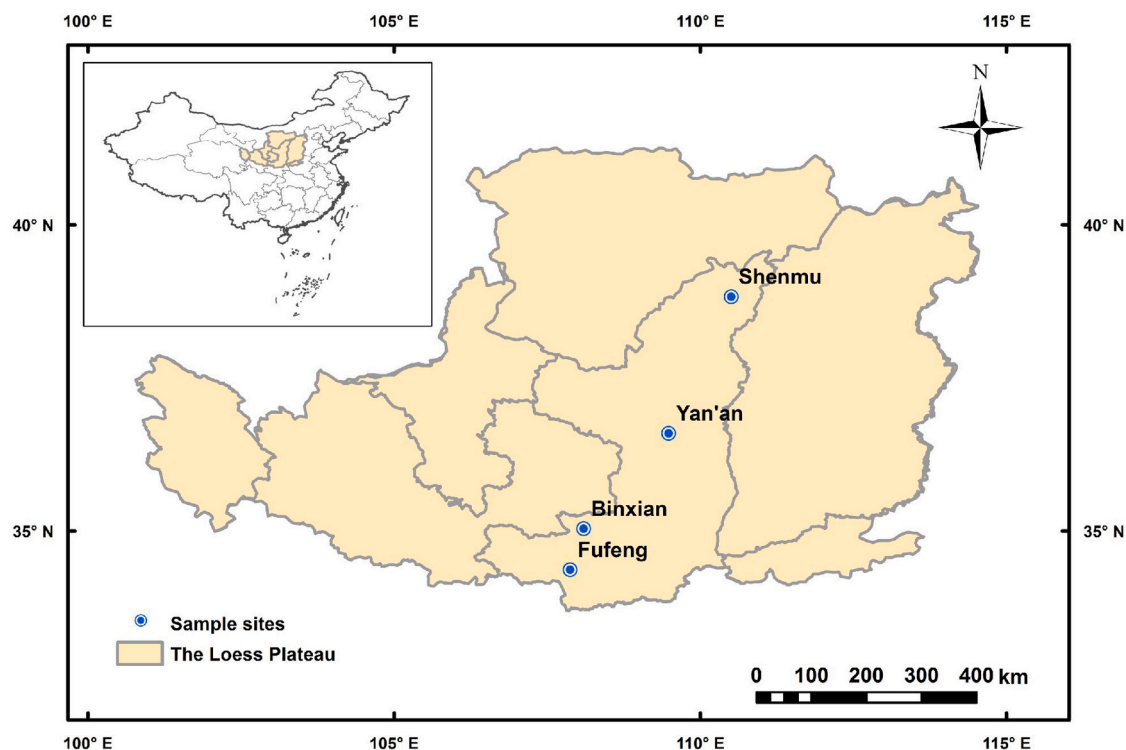 100° E 105° E 110° E 115° E
N
40° N 40° N
Shenmu
Yan'an
Binxian
35° N 35° N
Fufeng
Sample sites
The Loess Plateau
0 100 200 300 400 km
100° E 105° E 110° E 115° E